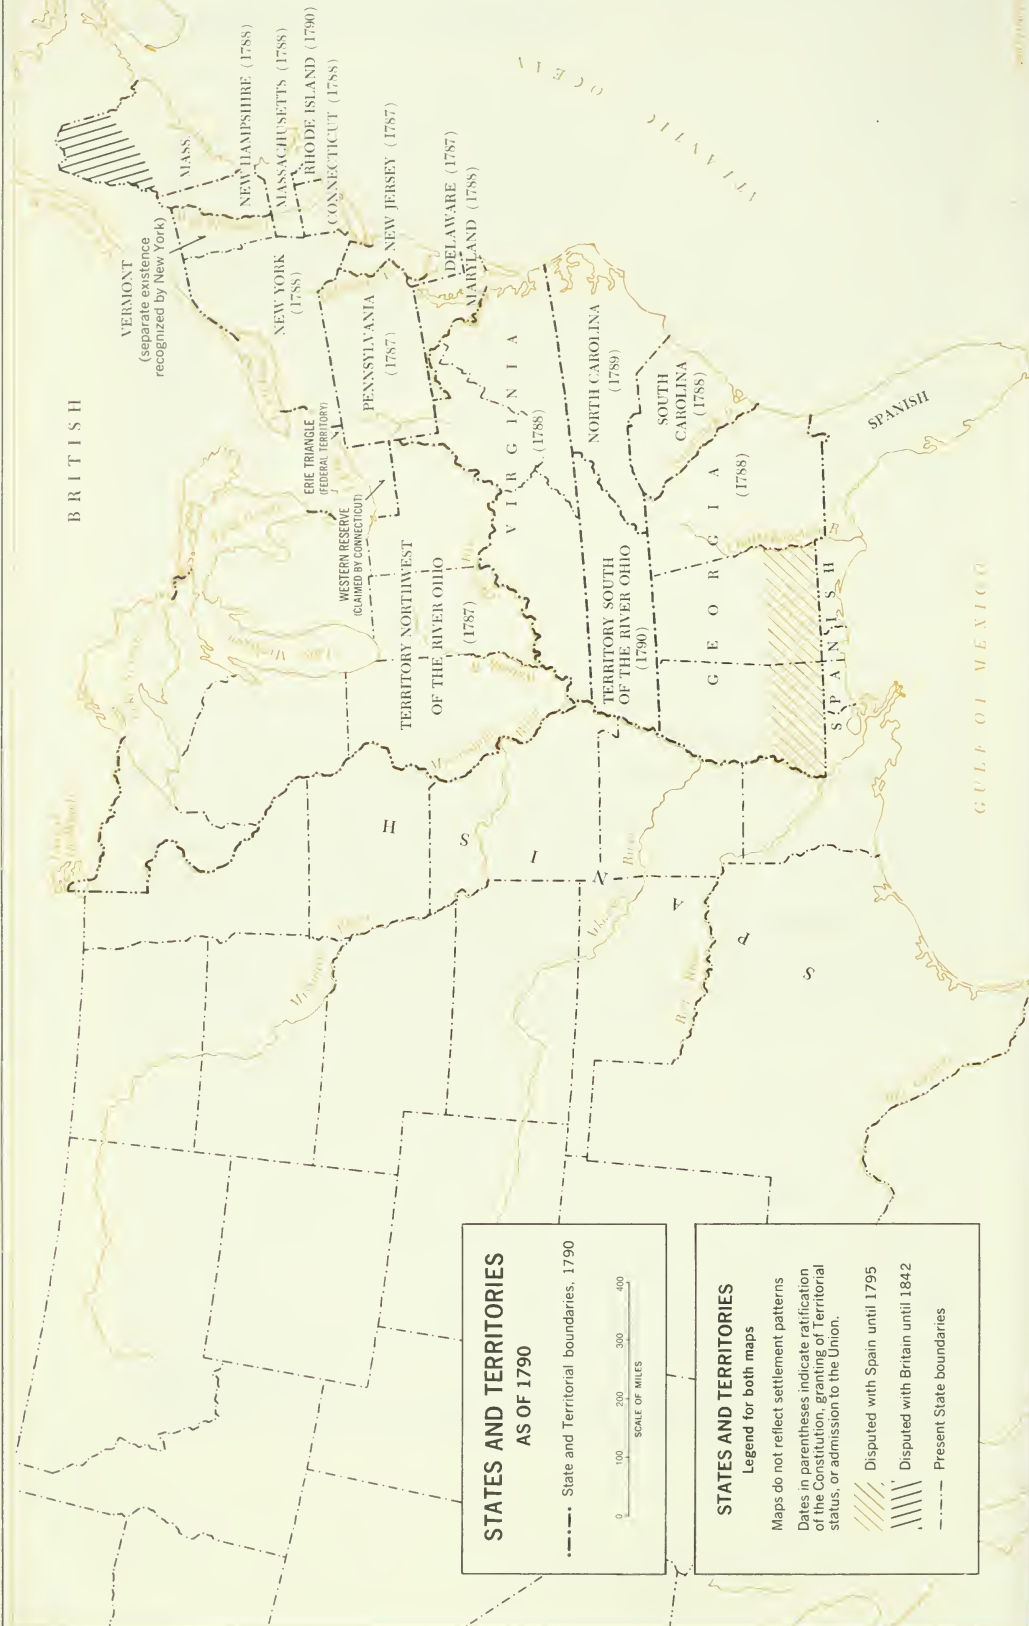 BRITISH
VERMONT
(separate existence
recognized by New York)
MASS.
NEW HAMPSHIRE (1788)
MASSACHUSETTS (1788)
RHODE ISLAND (1790)
CONNECTICUT (1788)
NEW YORK
(1788)
NEW JERSEY (1787)
PENNSYLVANIA
(1787)
DELAWARE (1787)
MARYLAND (1788)
ERIE TRIANGLE
(FEDERAL TERRITORY)
WESTERN RESERVE
(CLAIMED BY CONNECTICUT)
TERRITORY NORTHWEST
OF THE RIVER OHIO
(1787)
VIRGINIA
(1788)
NORTH CAROLINA
(1789)
SOUTH
CAROLINA
(1788)
TERRITORY SOUTH
OF THE RIVER OHIO
(1790)
GEORGIA
(1788)
SPANISH
SPANISH
SPANISH
ATLANTIC OCEAN
GULF OF MEXICO
Missouri
Mississippi
River
Arkansas
River
Red River
STATES AND TERRITORIES
AS OF 1790
State and Territorial boundaries, 1790
0 100 200 300 400
SCALE OF MILES
STATES AND TERRITORIES
Legend for both maps
Maps do not reflect settlement patterns
Dates in parentheses indicate ratification
of the Constitution, granting of Territorial
status, or admission to the Union.
Disputed with Spain until 1795
Disputed with Britain until 1842
Present State boundaries